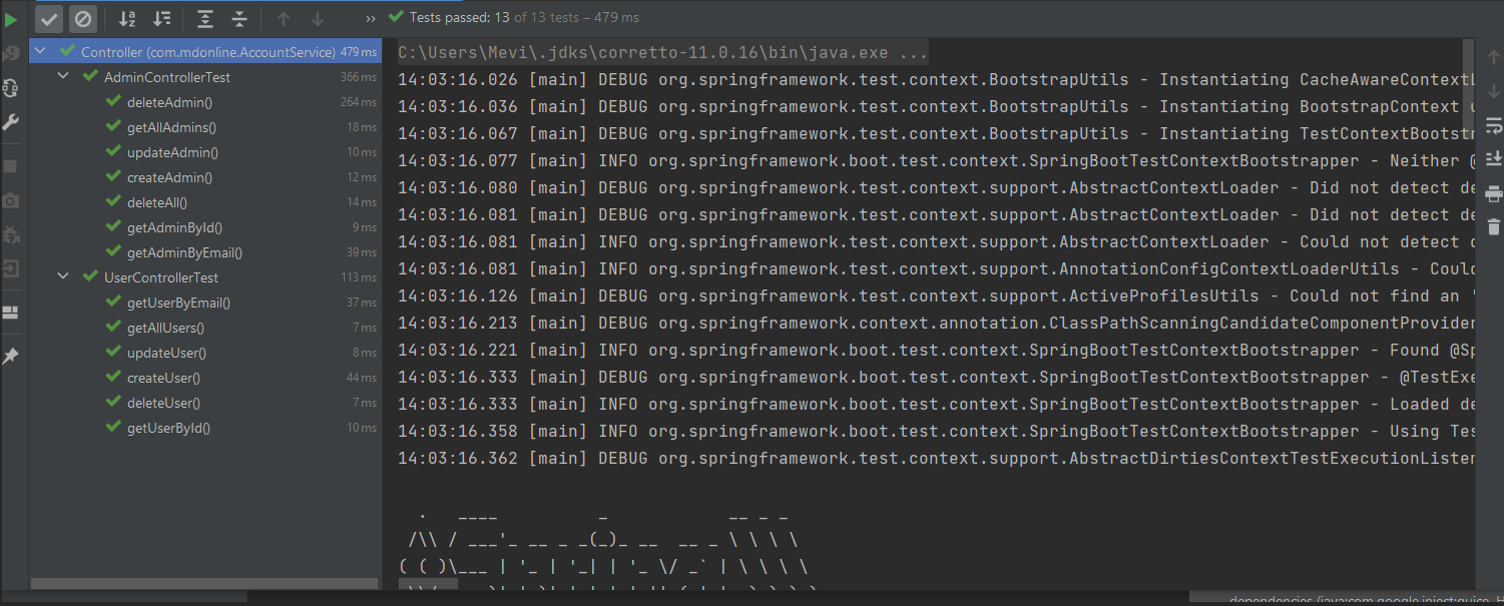 Tests passed: 13 of 13 tests – 479 ms
Controller (com.mdonline.AccountService) 479 ms
AdminControllerTest 366 ms
deleteAdmin() 264 ms
getAllAdmins() 18 ms
updateAdmin() 10 ms
createAdmin() 12 ms
deleteAll() 14 ms
getAdminById() 9 ms
getAdminByEmail() 39 ms
UserControllerTest 113 ms
getUserByEmail() 37 ms
getAllUsers() 7 ms
updateUser() 8 ms
createUser() 44 ms
deleteUser() 7 ms
getUserById() 10 ms
C:\Users\Mevi\.jdks\corretto-11.0.16\bin\java.exe ...
14:03:16.026 [main] DEBUG org.springframework.test.context.BootstrapUtils - Instantiating CacheAwareContextL
14:03:16.036 [main] DEBUG org.springframework.test.context.BootstrapUtils - Instantiating BootstrapContext u
14:03:16.067 [main] DEBUG org.springframework.test.context.BootstrapUtils - Instantiating TestContextBootstr
14:03:16.077 [main] INFO org.springframework.boot.test.context.SpringBootTestContextBootstrapper - Neither @
14:03:16.080 [main] DEBUG org.springframework.test.context.support.AbstractContextLoader - Did not detect de
14:03:16.081 [main] DEBUG org.springframework.test.context.support.AbstractContextLoader - Did not detect de
14:03:16.081 [main] INFO org.springframework.test.context.support.AbstractContextLoader - Could not detect d
14:03:16.081 [main] INFO org.springframework.test.context.support.AnnotationConfigContextLoaderUtils - Coul
14:03:16.126 [main] DEBUG org.springframework.test.context.support.ActiveProfilesUtils - Could not find an '
14:03:16.213 [main] DEBUG org.springframework.context.annotation.ClassPathScanningCandidateComponentProvider
14:03:16.221 [main] INFO org.springframework.boot.test.context.SpringBootTestContextBootstrapper - Found @Sp
14:03:16.333 [main] DEBUG org.springframework.boot.test.context.SpringBootTestContextBootstrapper - @TestExe
14:03:16.333 [main] INFO org.springframework.boot.test.context.SpringBootTestContextBootstrapper - Loaded de
14:03:16.358 [main] INFO org.springframework.boot.test.context.SpringBootTestContextBootstrapper - Using Tes
14:03:16.362 [main] DEBUG org.springframework.test.context.support.AbstractDirtiesContextTestExecutionListen